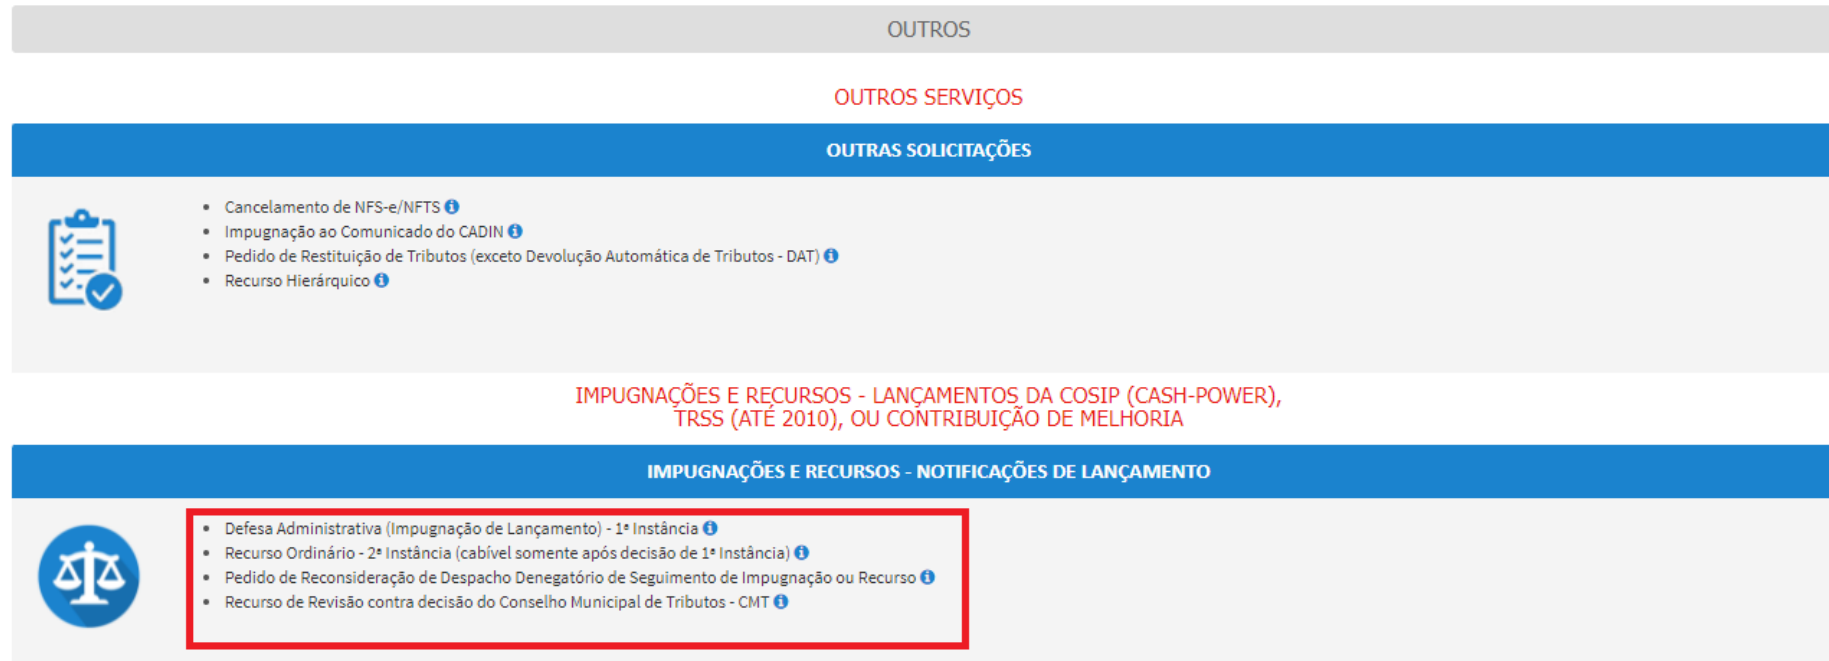 OUTROS
OUTROS SERVIÇOS
OUTRAS SOLICITAÇÕES
Cancelamento de NFS-e/NFTS
Impugnação ao Comunicado do CADIN
Pedido de Restituição de Tributos (exceto Devolução Automática de Tributos - DAT)
Recurso Hierárquico
IMPUGNAÇÕES E RECURSOS - LANÇAMENTOS DA COSIP (CASH-POWER),
TRSS (ATÉ 2010), OU CONTRIBUIÇÃO DE MELHORIA
IMPUGNAÇÕES E RECURSOS - NOTIFICAÇÕES DE LANÇAMENTO
Defesa Administrativa (Impugnação de Lançamento) - 1ª Instância
Recurso Ordinário - 2ª Instância (cabível somente após decisão de 1ª Instância)
Pedido de Reconsideração de Despacho Denegatório de Seguimento de Impugnação ou Recurso
Recurso de Revisão contra decisão do Conselho Municipal de Tributos - CMT